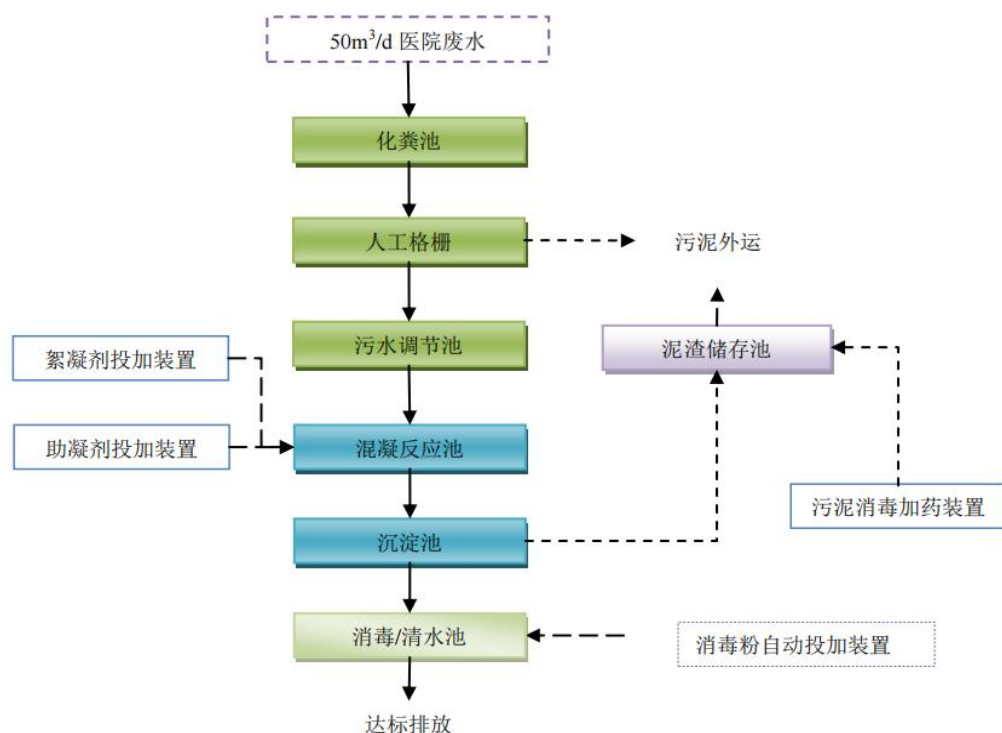 50m³/d 医院废水
化粪池
人工格栅
污泥外运
污水调节池
泥渣储存池
絮凝剂投加装置
助凝剂投加装置
混凝反应池
污泥消毒加药装置
沉淀池
消毒/清水池
消毒粉自动投加装置
达标排放